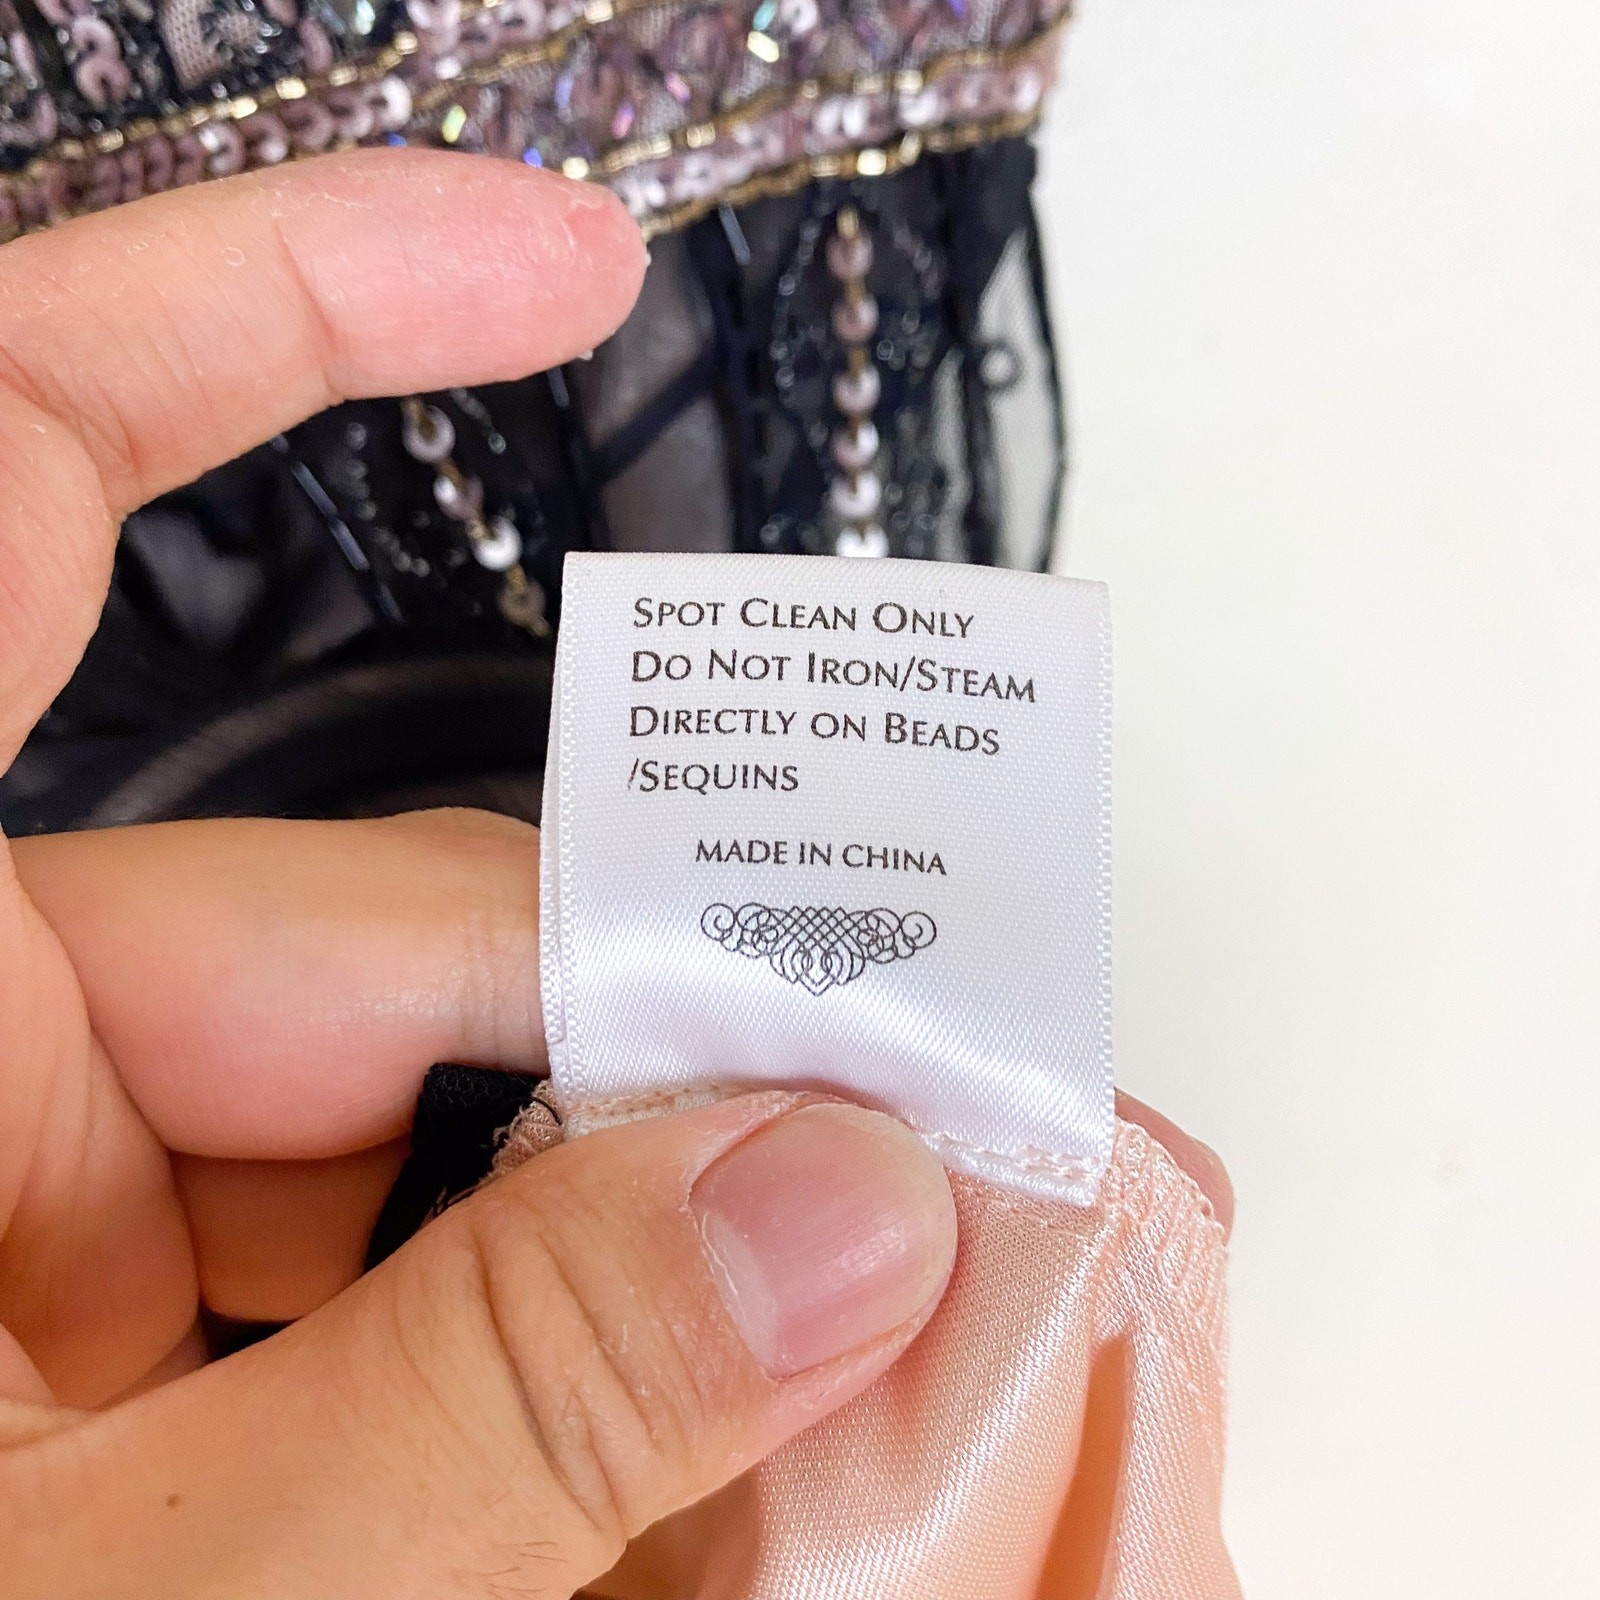 SPOT CLEAN ONLY
DO NOT IRON/STEAM
DIRECTLY ON BEADS
/SEQUINS
MADE IN CHINA